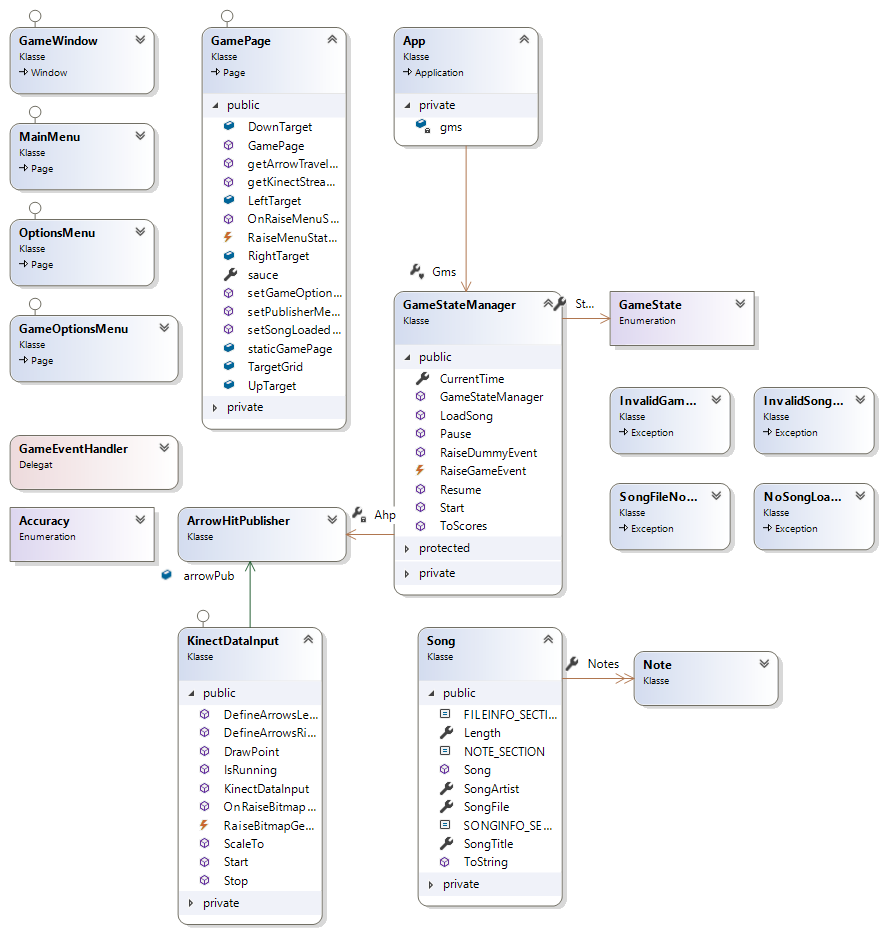 GameWindow
Klasse
Window
MainMenu
Klasse
Page
OptionsMenu
Klasse
Page
GameOptionsMenu
Klasse
Page
GameEventHandler
Delegat
Accuracy
Enumeration
GamePage
Klasse
Page
public
DownTarget
GamePage
getArrowTravel...
getKinectStrea...
LeftTarget
OnRaiseMenuS...
RaiseMenuStat...
RightTarget
sauce
setGameOption...
setPublisherMe...
setSongLoaded...
staticGamePage
TargetGrid
UpTarget
private
App
Klasse
Application
private
gms
Gms
GameStateManager
Klasse
public
CurrentTime
GameStateManager
LoadSong
Pause
RaiseDummyEvent
RaiseGameEvent
Resume
Start
ToScores
protected
private
St...
GameState
Enumeration
InvalidGam...
Klasse
Exception
InvalidSong...
Klasse
Exception
SongFileNo...
Klasse
Exception
NoSongLoa...
Klasse
Exception
Ahp
ArrowHitPublisher
Klasse
arrowPub
KinectDataInput
Klasse
public
DefineArrowsLe...
DefineArrowsRi...
DrawPoint
IsRunning
KinectDataInput
OnRaiseBitmap...
RaiseBitmapGe...
ScaleTo
Start
Stop
private
Song
Klasse
public
FILEINFO_SECTI...
Length
NOTE_SECTION
Song
SongArtist
SongFile
SONGINFO_SE...
SongTitle
ToString
private
Notes
Note
Klasse